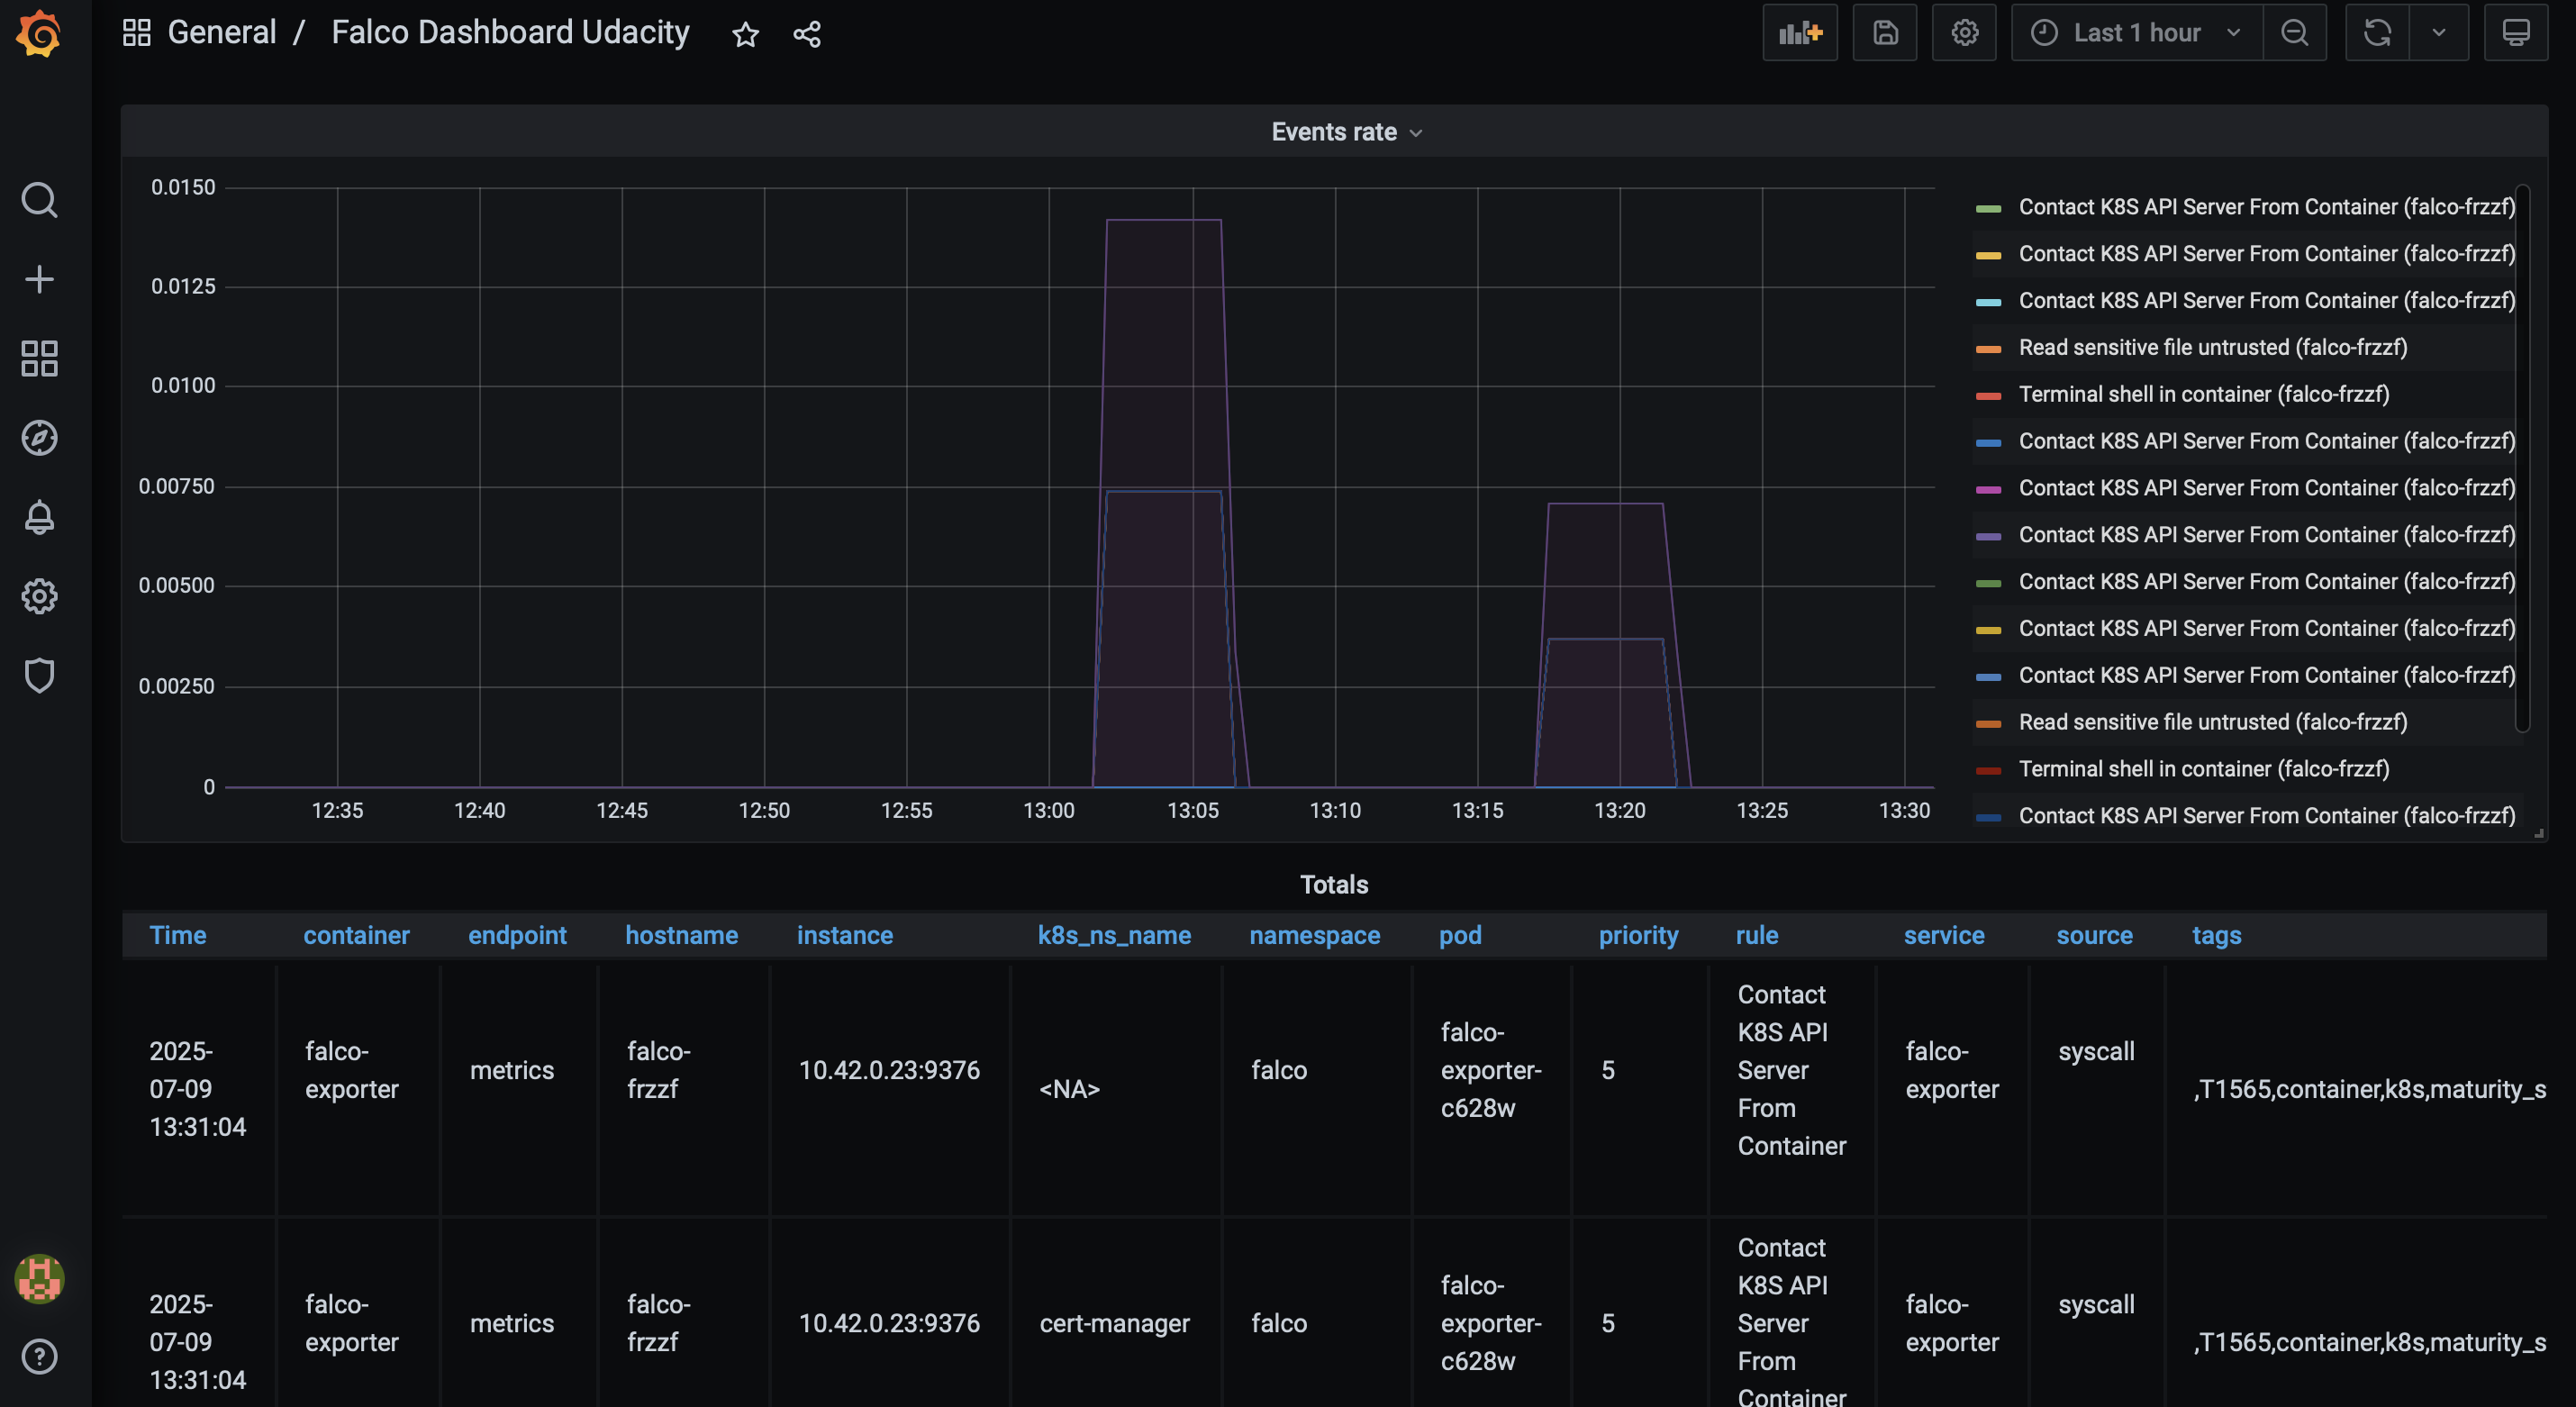 General / Falco Dashboard Udacity
Last 1 hour
Events rate
0.0150
0.0125
0.0100
0.00750
0.00500
0.00250
0
12:35 12:40 12:45 12:50 12:55 13:00 13:05 13:10 13:15 13:20 13:25 13:30
Contact K8S API Server From Container (falco-frzzf)
Contact K8S API Server From Container (falco-frzzf)
Contact K8S API Server From Container (falco-frzzf)
Read sensitive file untrusted (falco-frzzf)
Terminal shell in container (falco-frzzf)
Contact K8S API Server From Container (falco-frzzf)
Contact K8S API Server From Container (falco-frzzf)
Contact K8S API Server From Container (falco-frzzf)
Contact K8S API Server From Container (falco-frzzf)
Contact K8S API Server From Container (falco-frzzf)
Contact K8S API Server From Container (falco-frzzf)
Read sensitive file untrusted (falco-frzzf)
Terminal shell in container (falco-frzzf)
Contact K8S API Server From Container (falco-frzzf)
Totals
Time container endpoint hostname instance k8s_ns_name namespace pod priority rule service source tags
2025-
07-09
13:31:04
falco-
exporter
metrics
falco-
frzzf
10.42.0.23:9376
<NA>
falco
falco-
exporter-
c628w
5
Contact
K8S API
Server
From
Container
falco-
exporter
syscall
,T1565,container,k8s,maturity_s
2025-
07-09
13:31:04
falco-
exporter
metrics
falco-
frzzf
10.42.0.23:9376
cert-manager
falco
falco-
exporter-
c628w
5
Contact
K8S API
Server
From
Container
falco-
exporter
syscall
,T1565,container,k8s,maturity_s